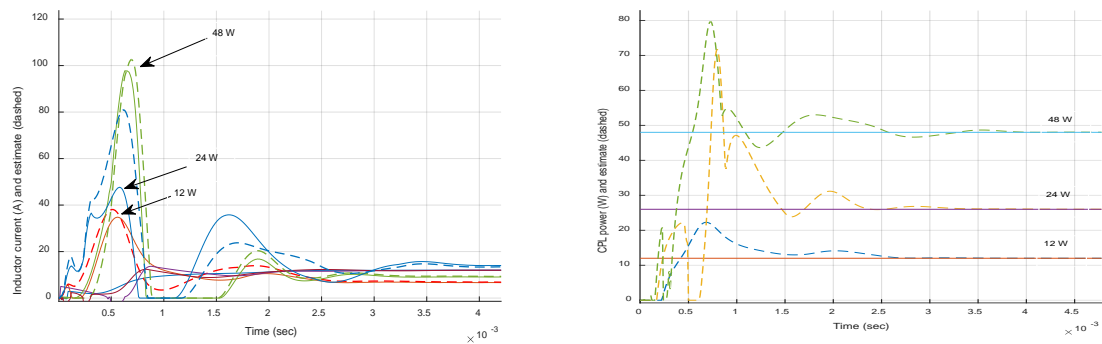 120
100
80
60
40
20
0
48 W
24 W
12 W
0.5
1
1.5
2
2.5
3
3.5
4
Time (sec)
× 10 -3
Inductor current (A) and estimate (dashed)
80
70
60
50
40
30
20
10
0
48 W
24 W
12 W
0
0.5
1
1.5
2
2.5
3
3.5
4
4.5
Time (sec)
× 10 -3
CPL power (W) and estimate (dashed)